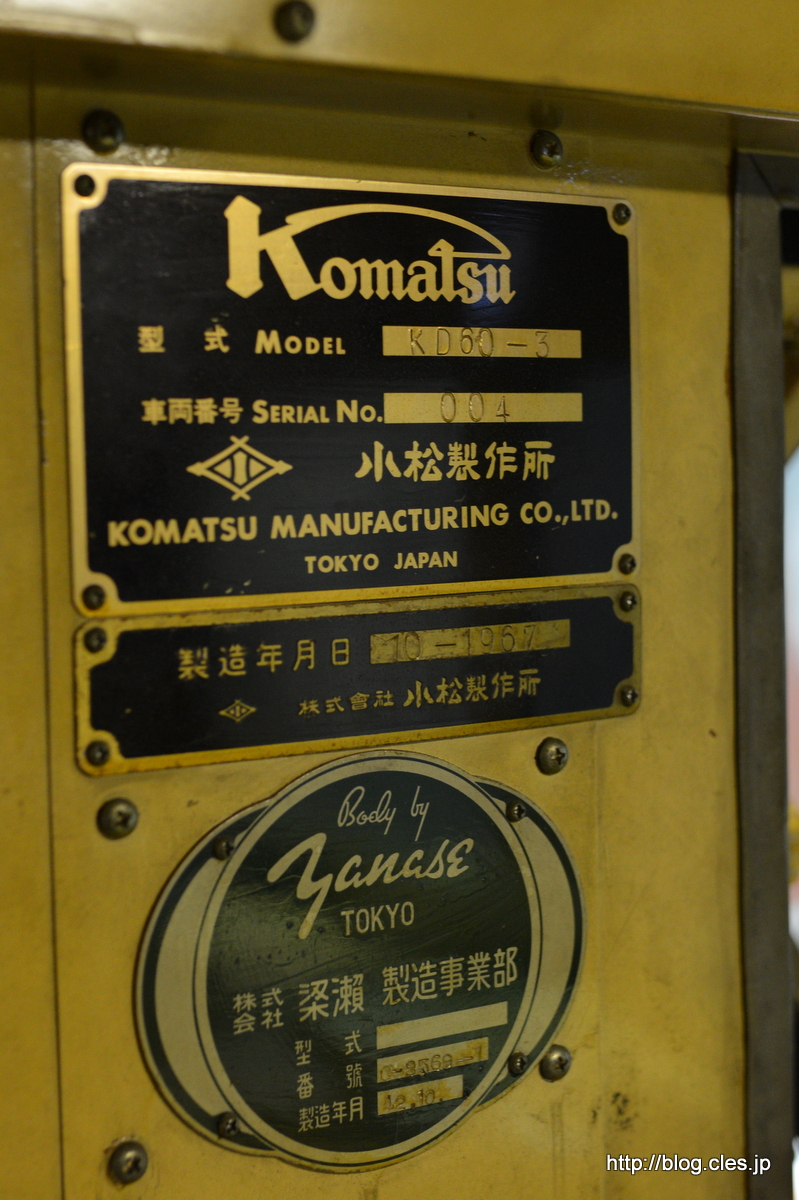 Komatsu
型式 MODEL KD60-3
車両番号 SERIAL NO. 004
小松製作所
KOMATSU MANUFACTURING CO.,LTD.
TOKYO JAPAN
製造年月日 10-1967
株式會社 小松製作所
Body by
Yanase
TOKYO
株式会社 梁瀬 製造事業部
型式
番號
製造年月 42.10.
http://blog.cles.jp